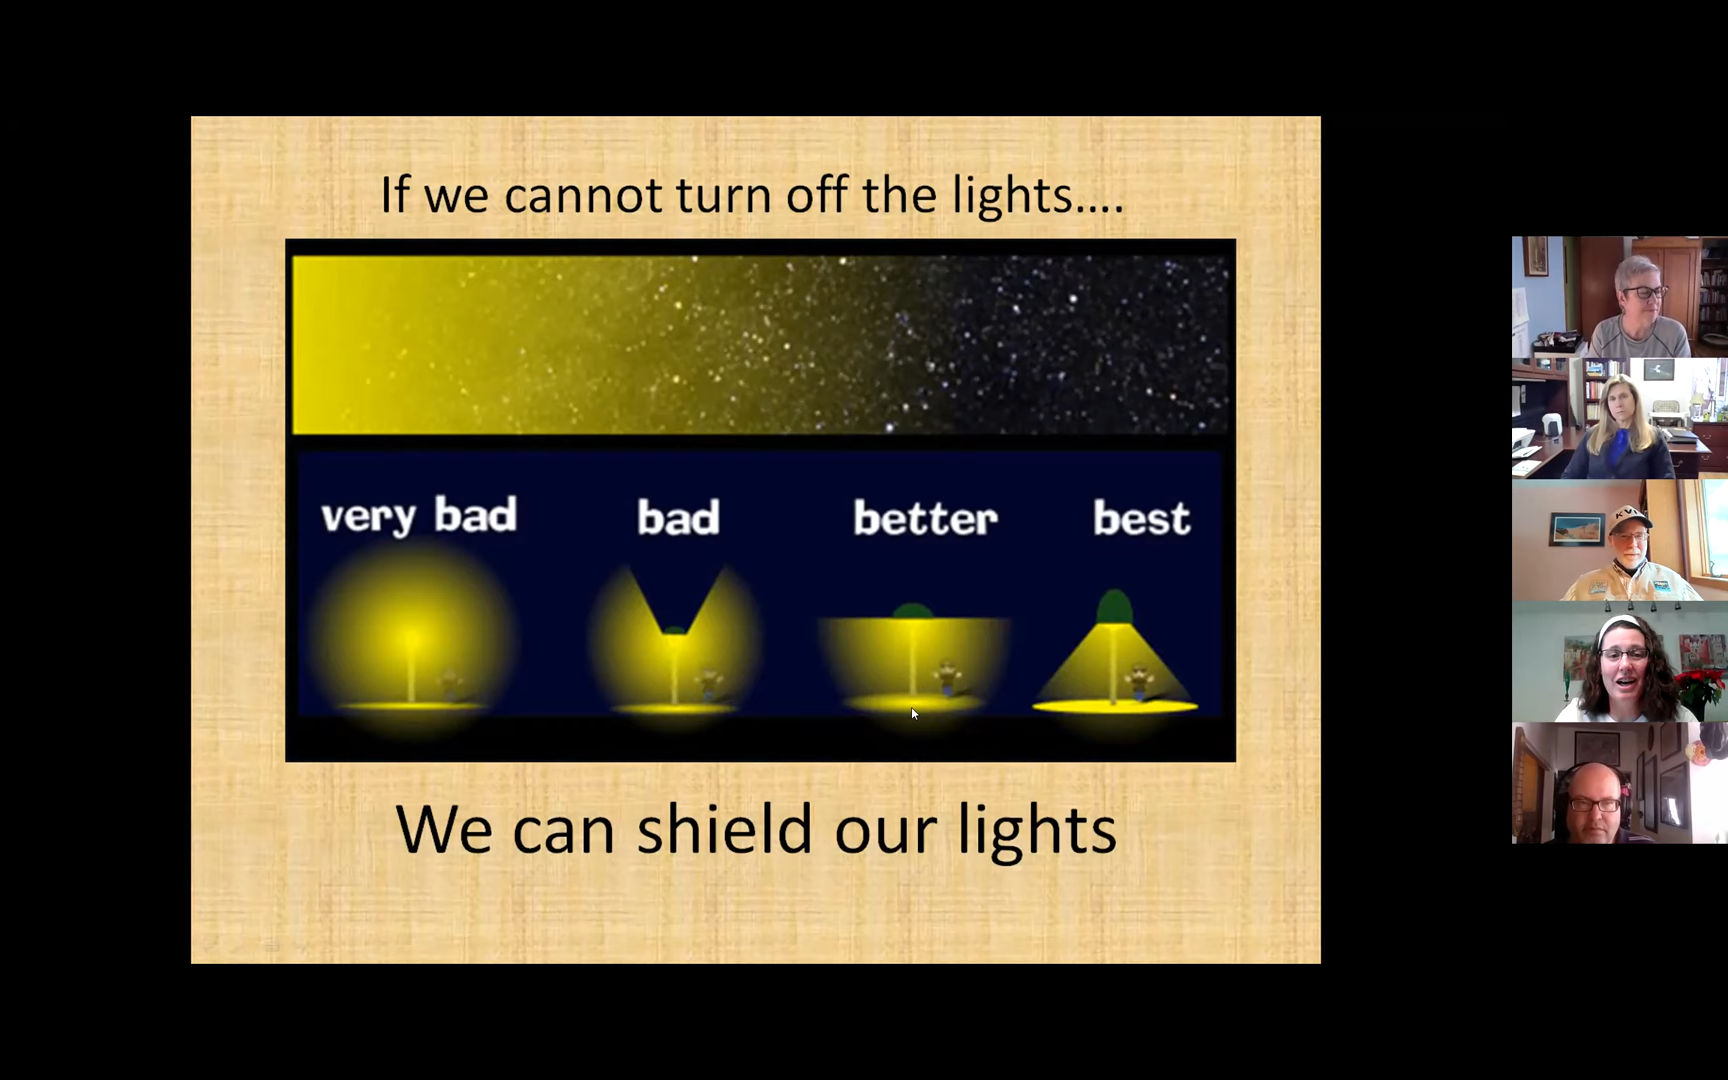 If we cannot turn off the lights....
very bad
bad
better
best
We can shield our lights